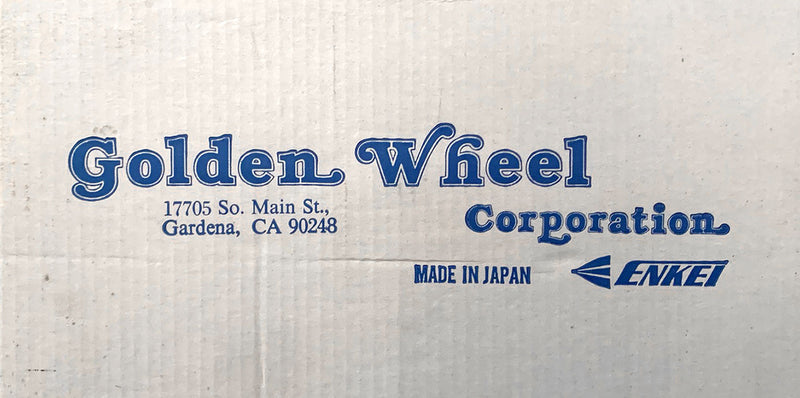 Golden Wheel
17705 So. Main St.,
Gardena, CA 90248
Corporation
MADE IN JAPAN ENKEI